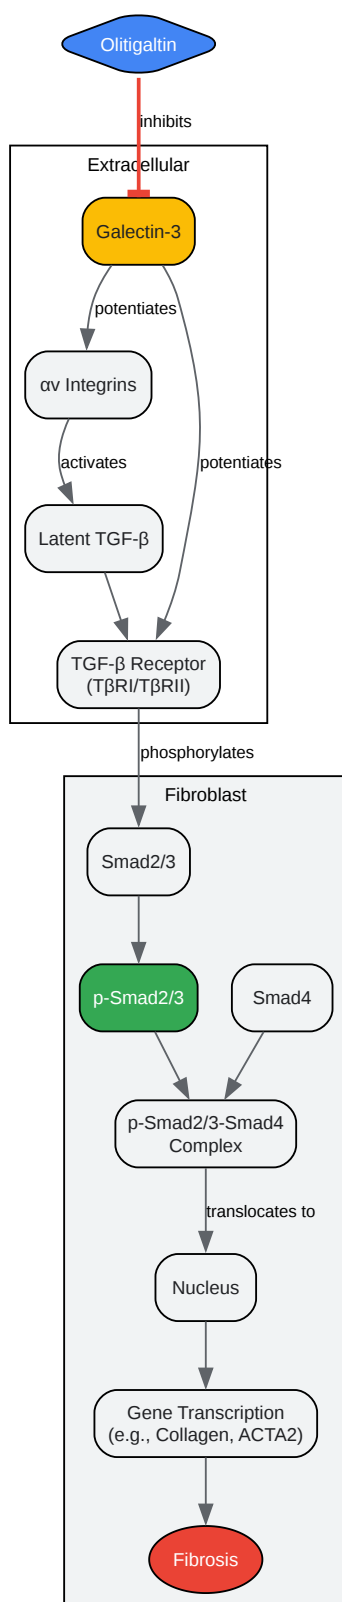 Olitigaltin
inhibits
Extracellular
Galectin-3
potentiates
αv Integrins
activates
potentiates
Latent TGF-β
TGF-β Receptor
(TβRI/TβRII)
phosphorylates
Fibroblast
Smad2/3
p-Smad2/3
Smad4
p-Smad2/3-Smad4
Complex
translocates to
Nucleus
Gene Transcription
(e.g., Collagen, ACTA2)
Fibrosis